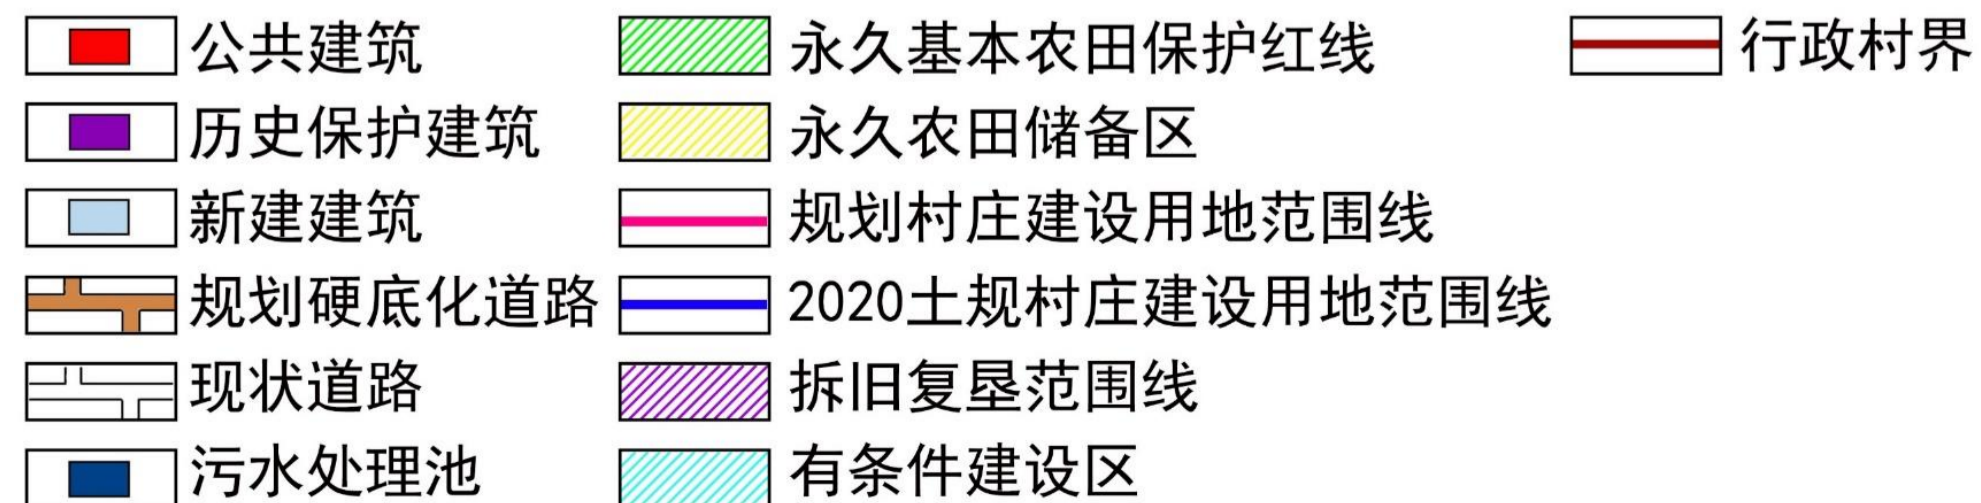 公共建筑
历史保护建筑
新建建筑
规划硬底化道路
现状道路
污水处理池
永久基本农田保护红线
永久农田储备区
规划村庄建设用地范围线
2020土规村庄建设用地范围线
拆旧复垦范围线
有条件建设区
行政村界